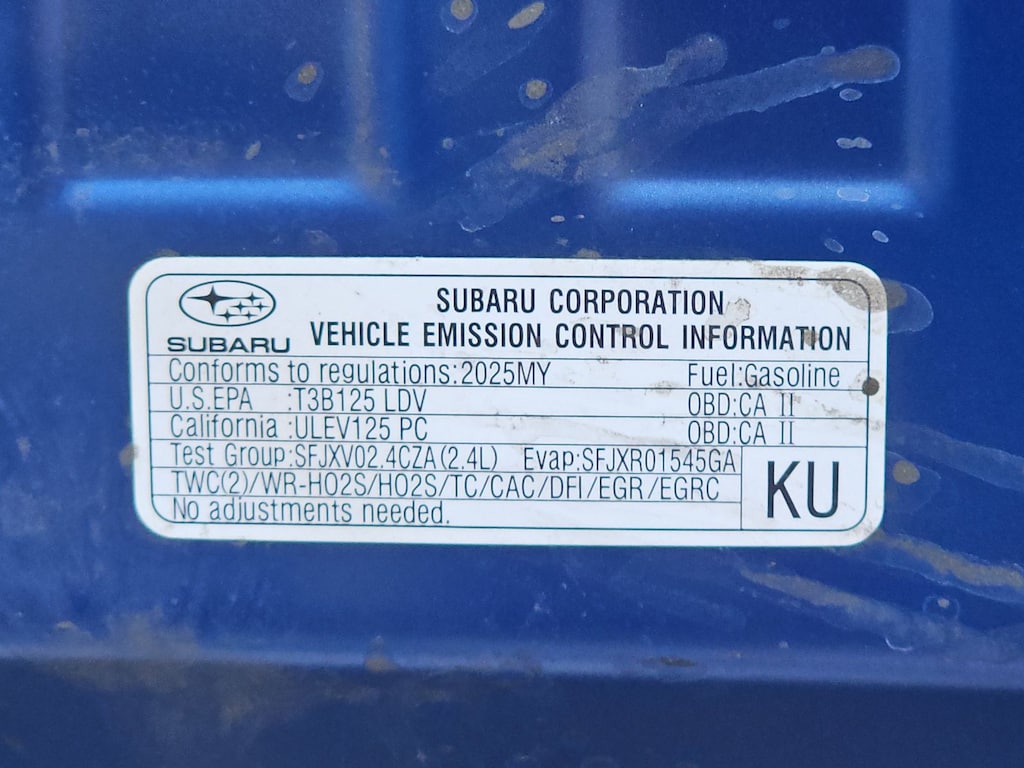 SUBARU
SUBARU CORPORATION
VEHICLE EMISSION CONTROL INFORMATION
Conforms to regulations:2025MY Fuel:Gasoline
U.S.EPA :T3B125 LDV OBD:CA II
California :ULEV125 PC OBD:CA II
Test Group:SFJXV02.4CZA(2.4L) Evap:SFJXR01545GA
TWC(2)/WR-HO2S/HO2S/TC/CAC/DFI/EGR/EGRC
No adjustments needed.
KU